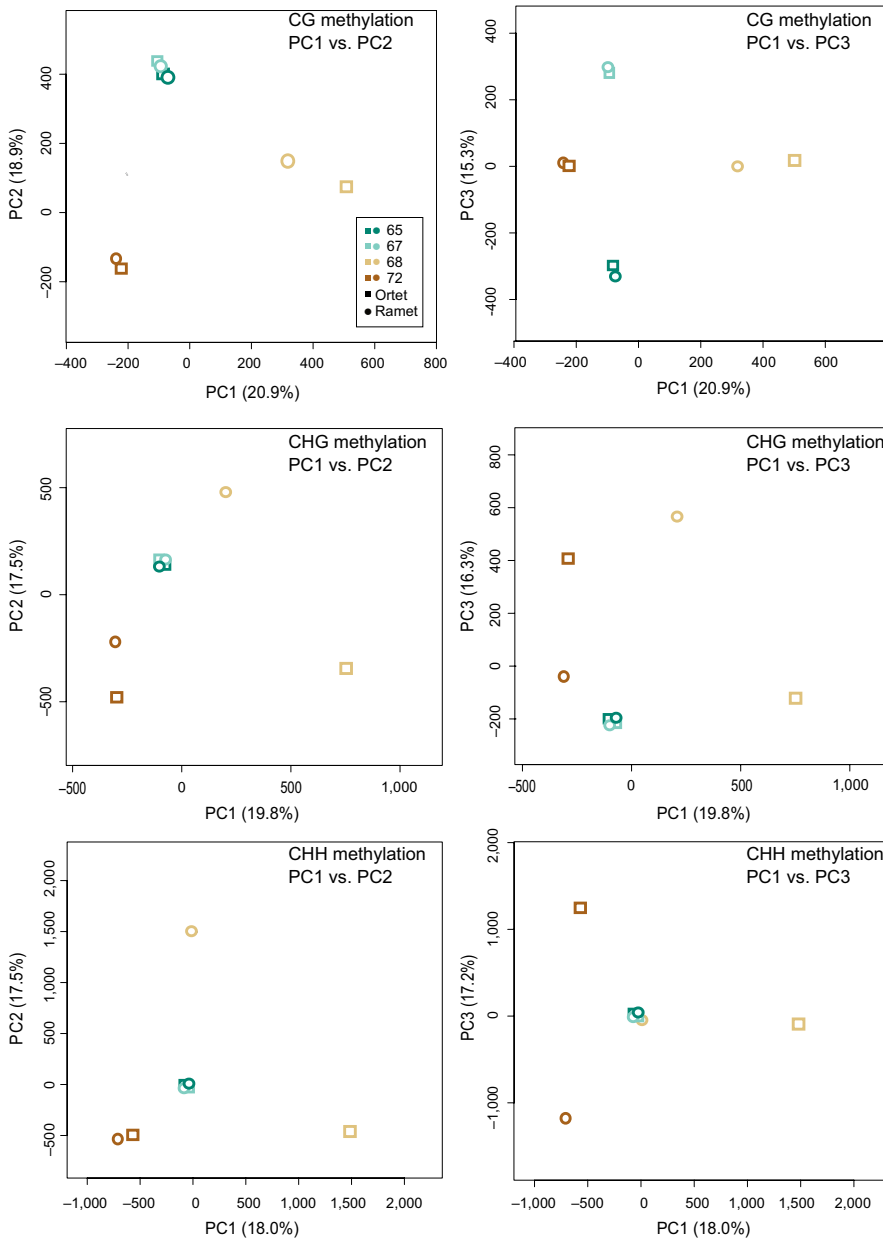 CG methylation
PC1 vs. PC2
400
200
0
−200
PC2 (18.9%)
−400
−200
0
200
400
600
800
PC1 (20.9%)
65
67
68
72
Ortet
Ramet
CG methylation
PC1 vs. PC3
400
200
0
−200
−400
PC3 (15.3%)
−400
−200
0
200
400
600
PC1 (20.9%)
CHG methylation
PC1 vs. PC2
500
0
−500
PC2 (17.5%)
−500
0
500
1,000
PC1 (19.8%)
CHG methylation
PC1 vs. PC3
800
600
400
200
0
−200
PC3 (16.3%)
−500
0
500
1,000
PC1 (19.8%)
CHH methylation
PC1 vs. PC2
2,000
1,500
1,000
500
0
−500
PC2 (17.5%)
−1,000
−500
0
500
1,000
1,500
2,000
PC1 (18.0%)
CHH methylation
PC1 vs. PC3
2,000
1,000
0
−1,000
PC3 (17.2%)
−1,000
−500
0
500
1,000
1,500
2,000
PC1 (18.0%)